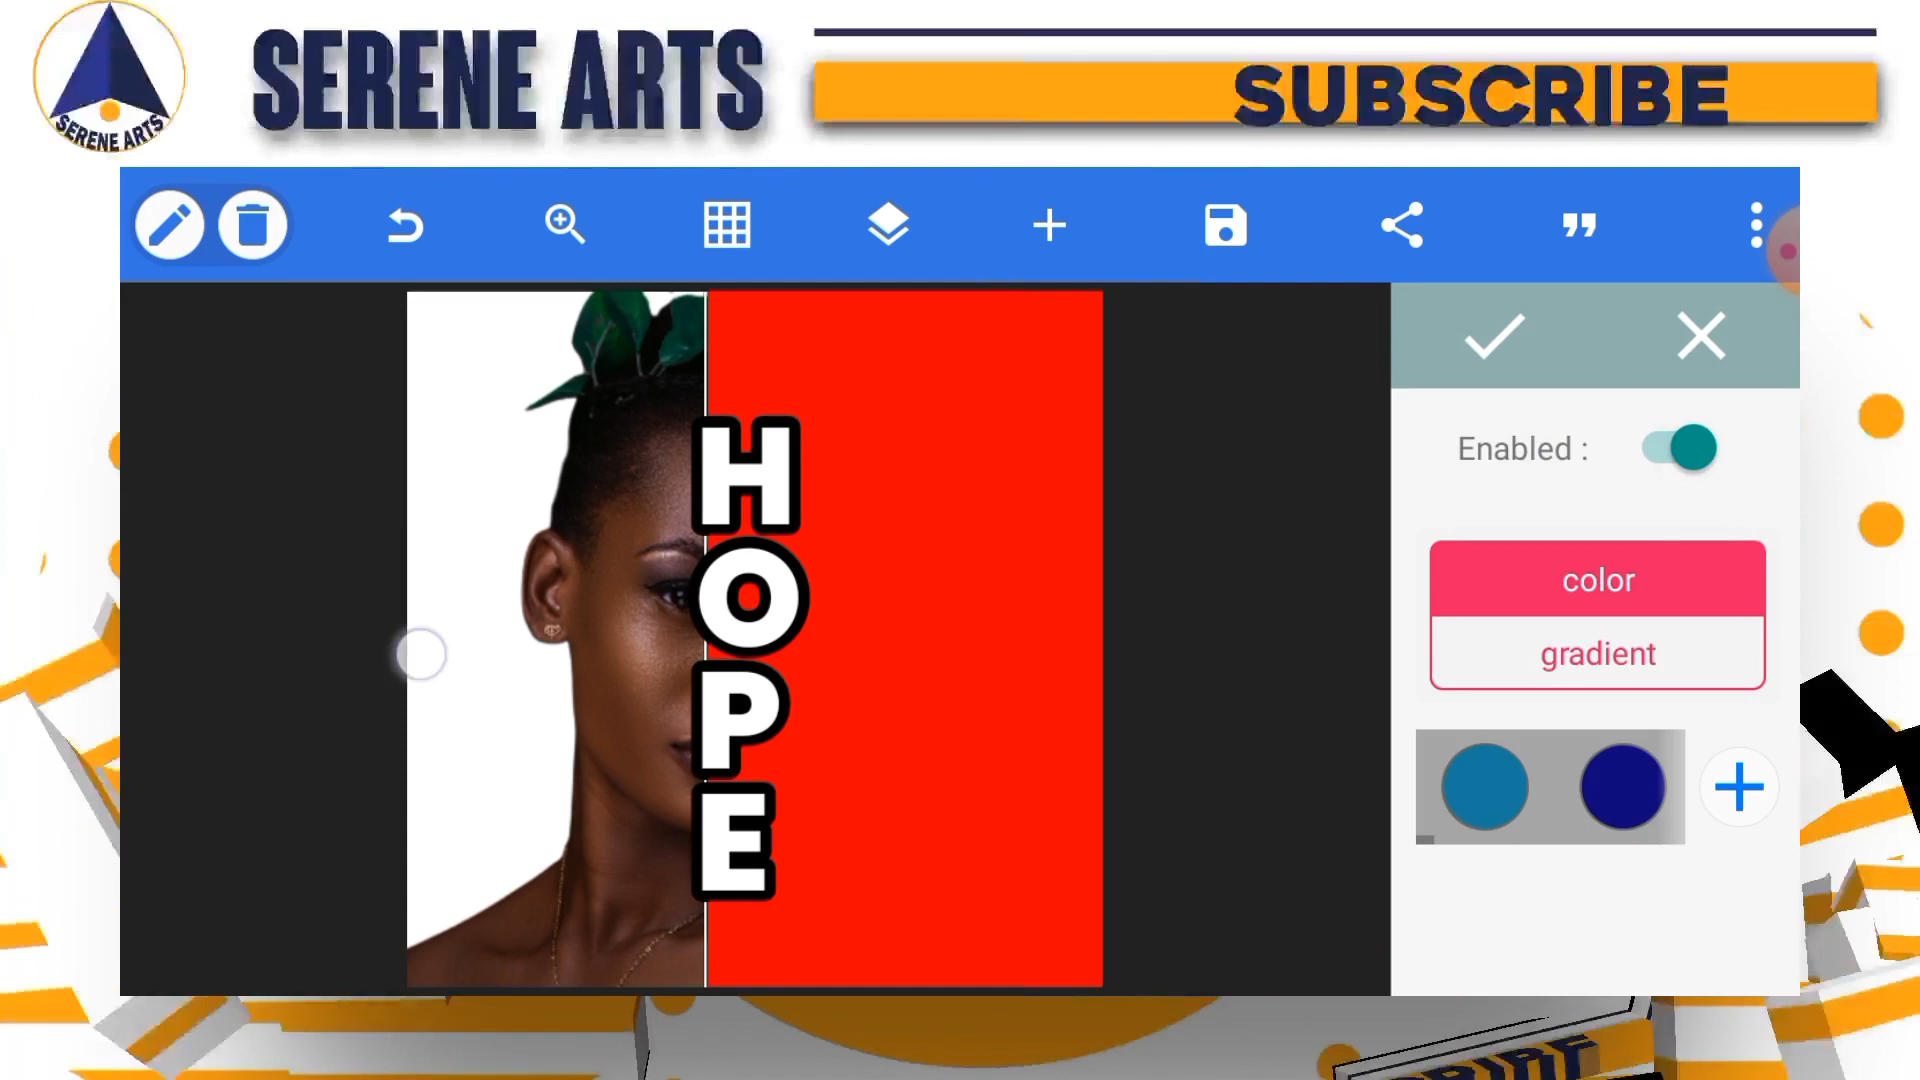 SERENE ARTS
SERENE ARTS
SUBSCRIBE
Enabled :
color
gradient
H
O
P
E